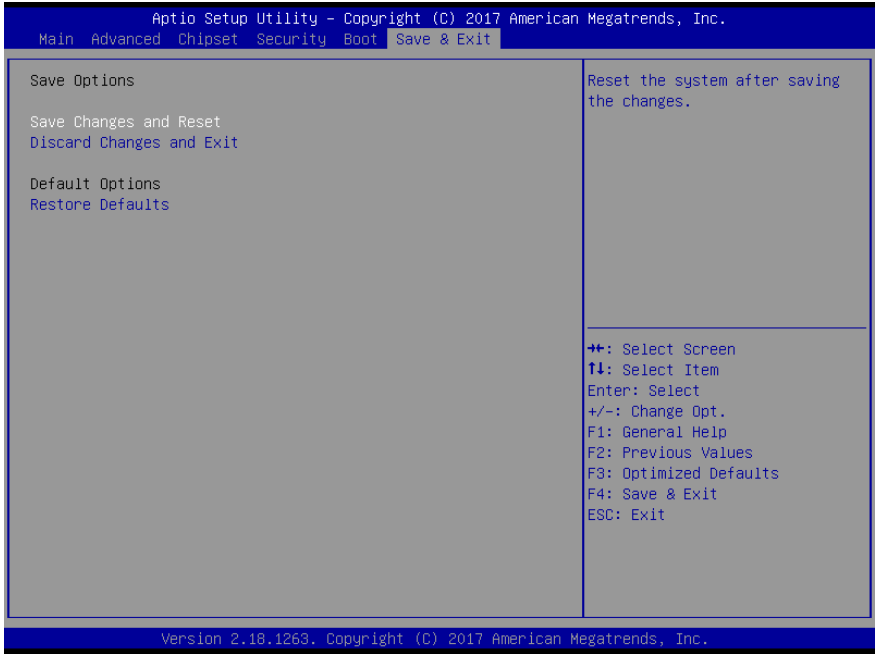 Aptio Setup Utility – Copyright (C) 2017 American Megatrends, Inc.
Main Advanced Chipset Security Boot Save & Exit
Save Options
Save Changes and Reset
Discard Changes and Exit
Default Options
Restore Defaults
Reset the system after saving
the changes.
→←: Select Screen
↑↓: Select Item
Enter: Select
+/-: Change Opt.
F1: General Help
F2: Previous Values
F3: Optimized Defaults
F4: Save & Exit
ESC: Exit
Version 2.18.1263. Copyright (C) 2017 American Megatrends, Inc.